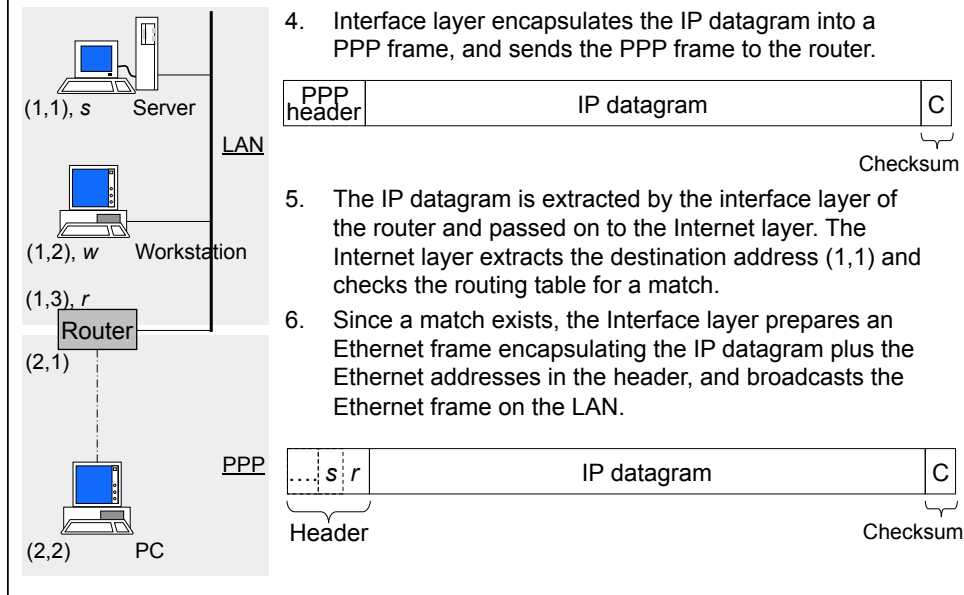 4. Interface layer encapsulates the IP datagram into a
PPP frame, and sends the PPP frame to the router.
PPP
header
IP datagram
C
Checksum
5. The IP datagram is extracted by the interface layer of
the router and passed on to the Internet layer. The
Internet layer extracts the destination address (1,1) and
checks the routing table for a match.
6. Since a match exists, the Interface layer prepares an
Ethernet frame encapsulating the IP datagram plus the
Ethernet addresses in the header, and broadcasts the
Ethernet frame on the LAN.
.... s r
IP datagram
C
Header
Checksum
(1,1), s Server
LAN
(1,2), w Workstation
(1,3), r
Router
(2,1)
PPP
(2,2) PC